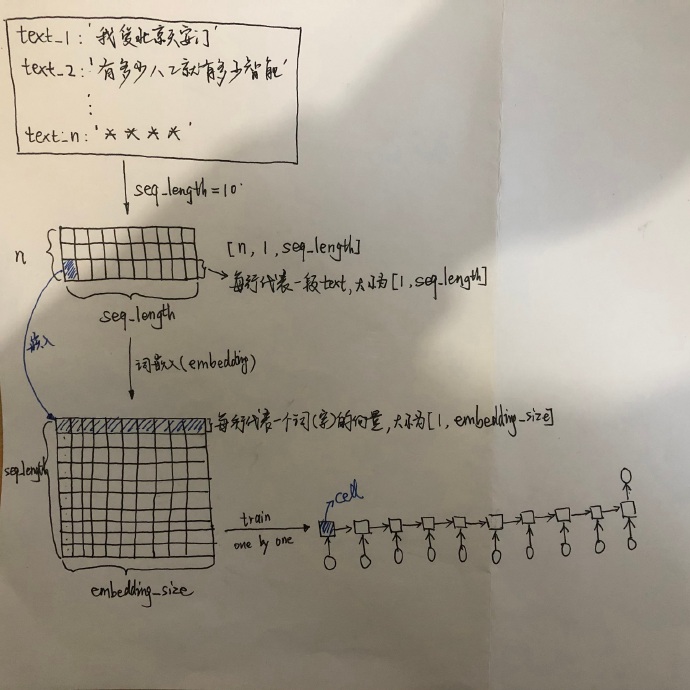 text_1: '我爱北京天安门'
text_2: '有多少人工就有多少智能'
⋮
text_n: '* * * *'
seq_length=10
n
[n, 1, seq_length]
每行代表一段text, 大小为[1, seq_length]
seq_length
嵌入
词嵌入(embedding)
每行代表一个词(字)的向量, 大小为[1, embedding_size]
seq_length
cell
train
one by one
embedding_size